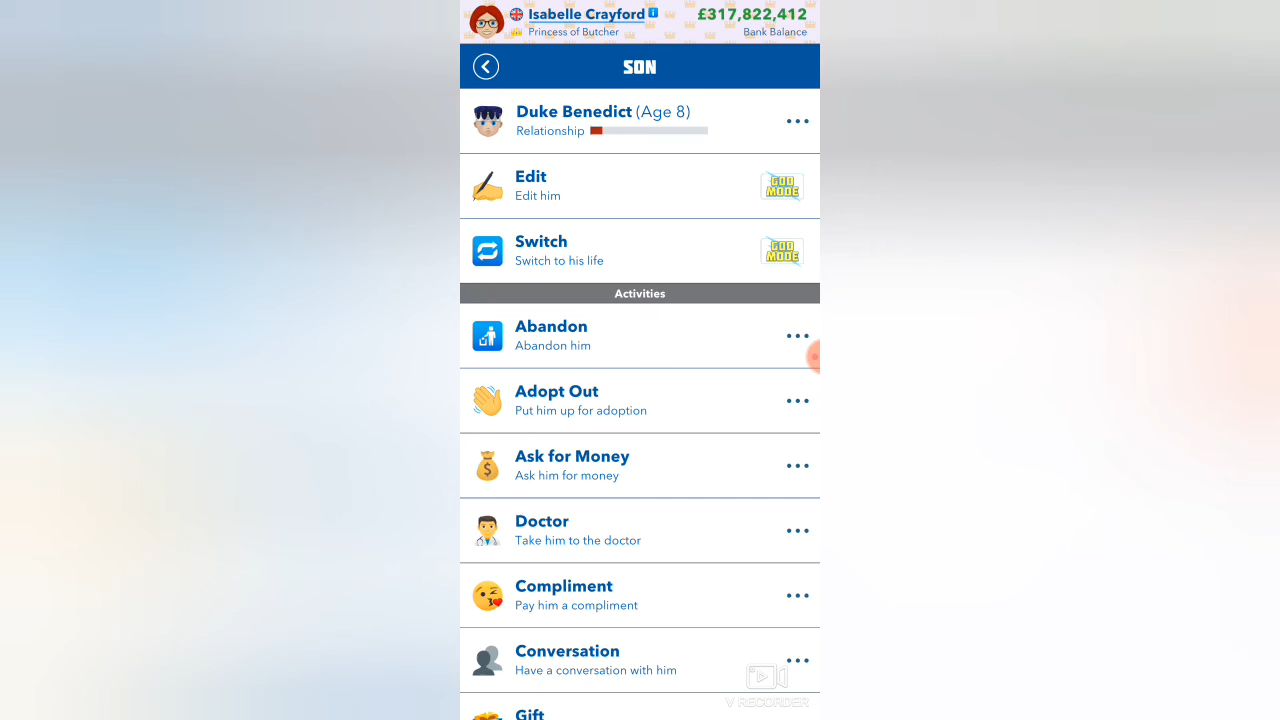 Isabelle Crayford
£317,822,412
Princess of Butcher
Bank Balance
SON
Duke Benedict (Age 8)
Relationship
Edit
Edit him
GOD MODE
Switch
Switch to his life
GOD MODE
Activities
Abandon
Abandon him
Adopt Out
Put him up for adoption
Ask for Money
Ask him for money
Doctor
Take him to the doctor
Compliment
Pay him a compliment
Conversation
Have a conversation with him
Gift
V RECORDER